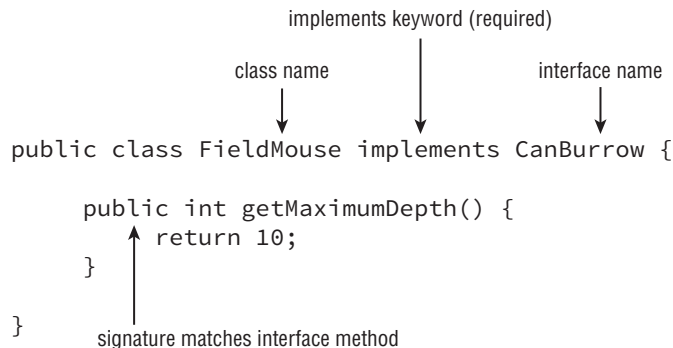 implements keyword (required)
class name
interface name
public class FieldMouse implements CanBurrow {
public int getMaximumDepth() {
return 10;
}
}
signature matches interface method